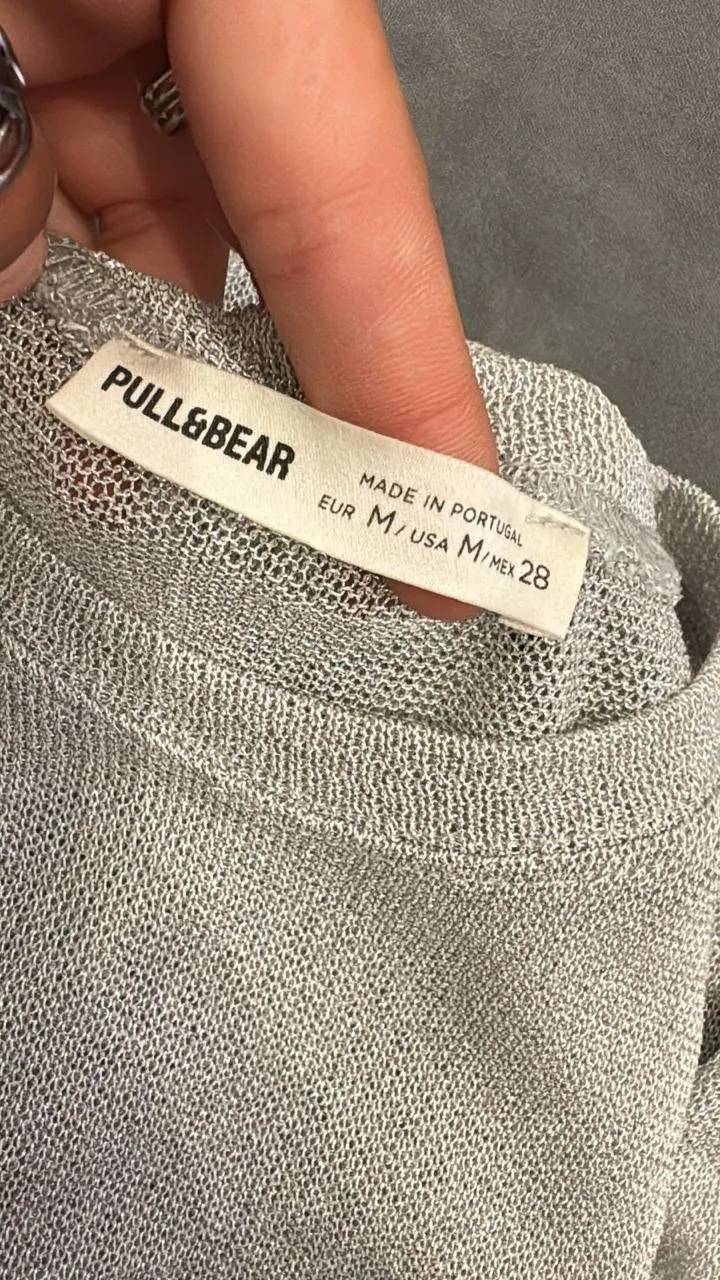 PULL&BEAR
MADE IN PORTUGAL
EUR M/USA M/MEX 28